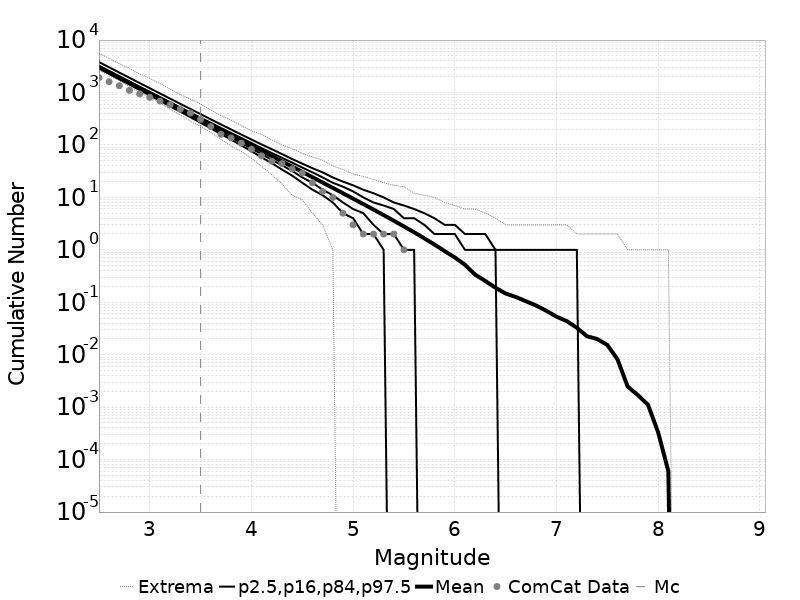 10^4
10^3
10^2
10^1
10^0
10^-1
10^-2
10^-3
10^-4
10^-5
Cumulative Number
3 4 5 6 7 8 9
Magnitude
Extrema p2.5,p16,p84,p97.5 Mean ComCat Data Mc